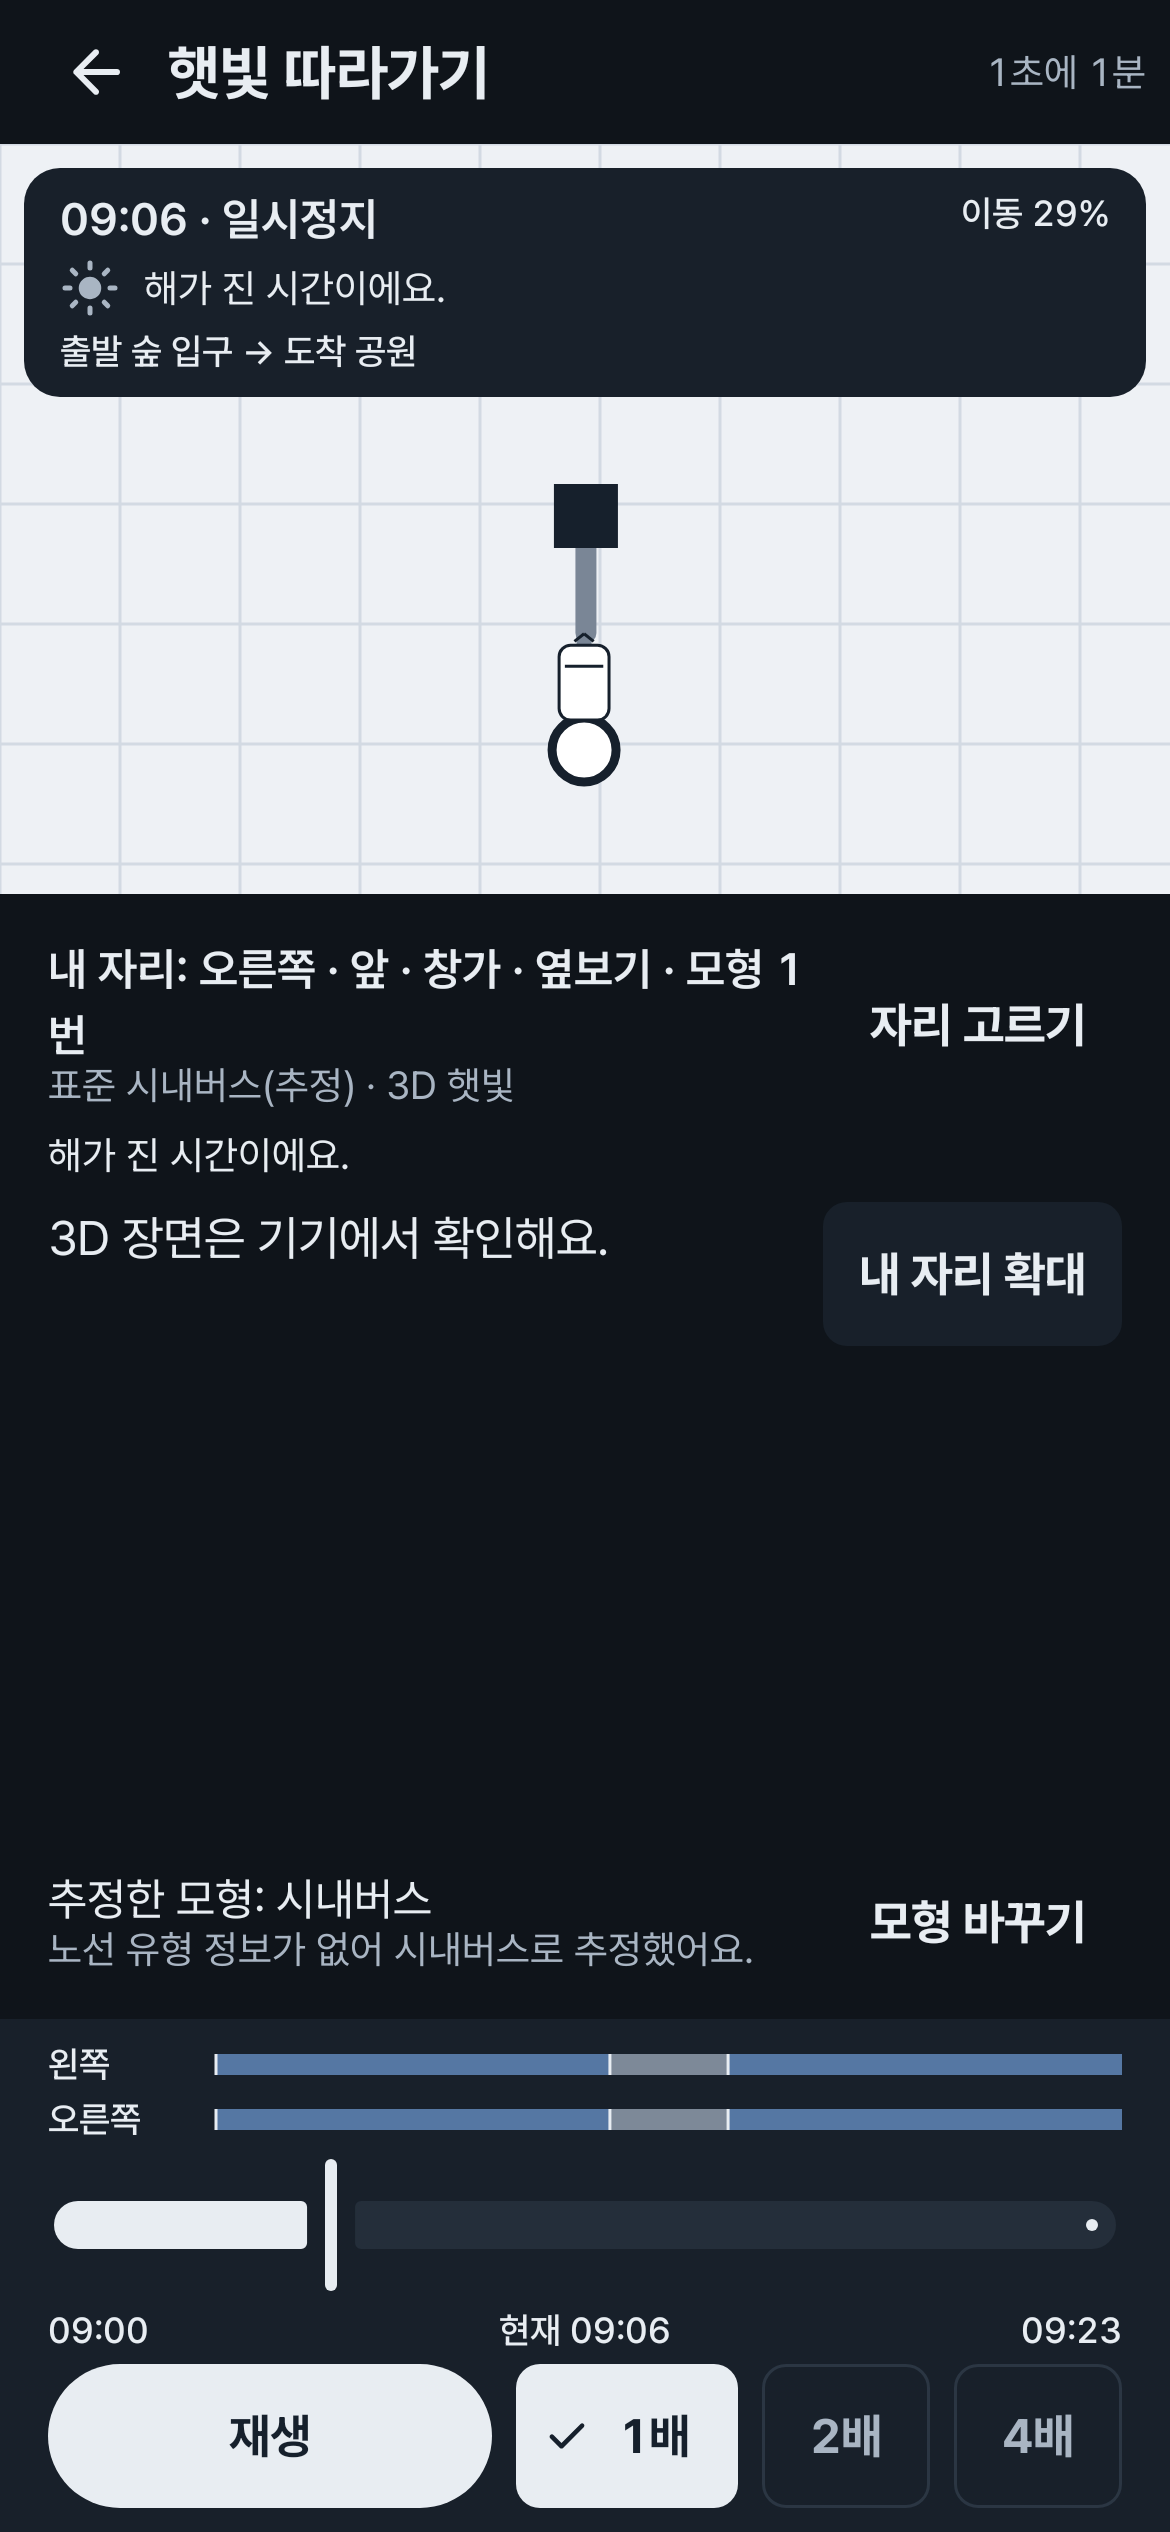 햇빛 따라가기
1초에 1분
09:06 · 일시정지
이동 29%
해가 진 시간이에요.
출발 숲 입구 → 도착 공원
내 자리: 오른쪽 · 앞 · 창가 · 옆보기 · 모형 1
번
자리 고르기
표준 시내버스(추정) · 3D 햇빛
해가 진 시간이에요.
3D 장면은 기기에서 확인해요.
내 자리 확대
추정한 모형: 시내버스
노선 유형 정보가 없어 시내버스로 추정했어요.
모형 바꾸기
왼쪽
오른쪽
09:00
현재 09:06
09:23
재생
1배
2배
4배